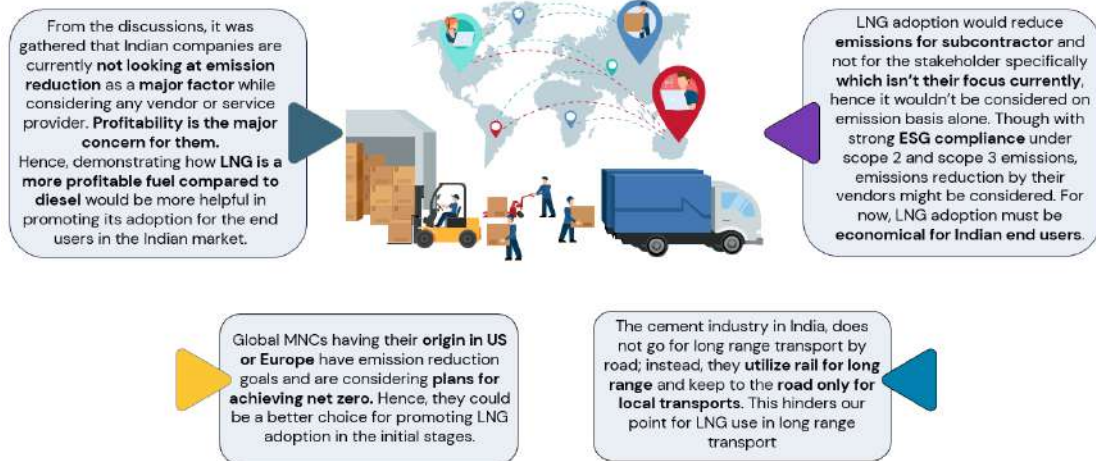 From the discussions, it was
gathered that Indian companies are
currently not looking at emission
reduction as a major factor while
considering any vendor or service
provider. Profitability is the major
concern for them.
Hence, demonstrating how LNG is a
more profitable fuel compared to
diesel would be more helpful in
promoting its adoption for the end
users in the Indian market.
LNG adoption would reduce
emissions for subcontractor and
not for the stakeholder specifically
which isn't their focus currently,
hence it wouldn't be considered on
emission basis alone. Though with
strong ESG compliance under
scope 2 and scope 3 emissions,
emissions reduction by their
vendors might be considered. For
now, LNG adoption must be
economical for Indian end users.
Global MNCs having their origin in US
or Europe have emission reduction
goals and are considering plans for
achieving net zero. Hence, they could
be a better choice for promoting LNG
adoption in the initial stages.
The cement industry in India, does
not go for long range transport by
road; instead, they utilize rail for long
range and keep to the road only for
local transports. This hinders our
point for LNG use in long range
transport